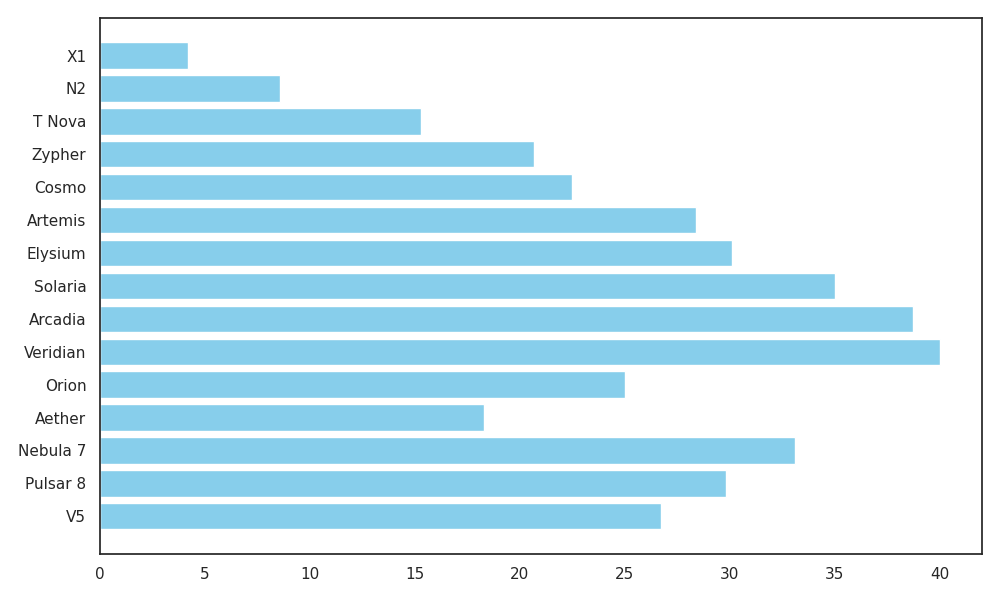 X1
N2
T Nova
Zypher
Cosmo
Artemis
Elysium
Solaria
Arcadia
Veridian
Orion
Aether
Nebula 7
Pulsar 8
V5
0 5 10 15 20 25 30 35 40